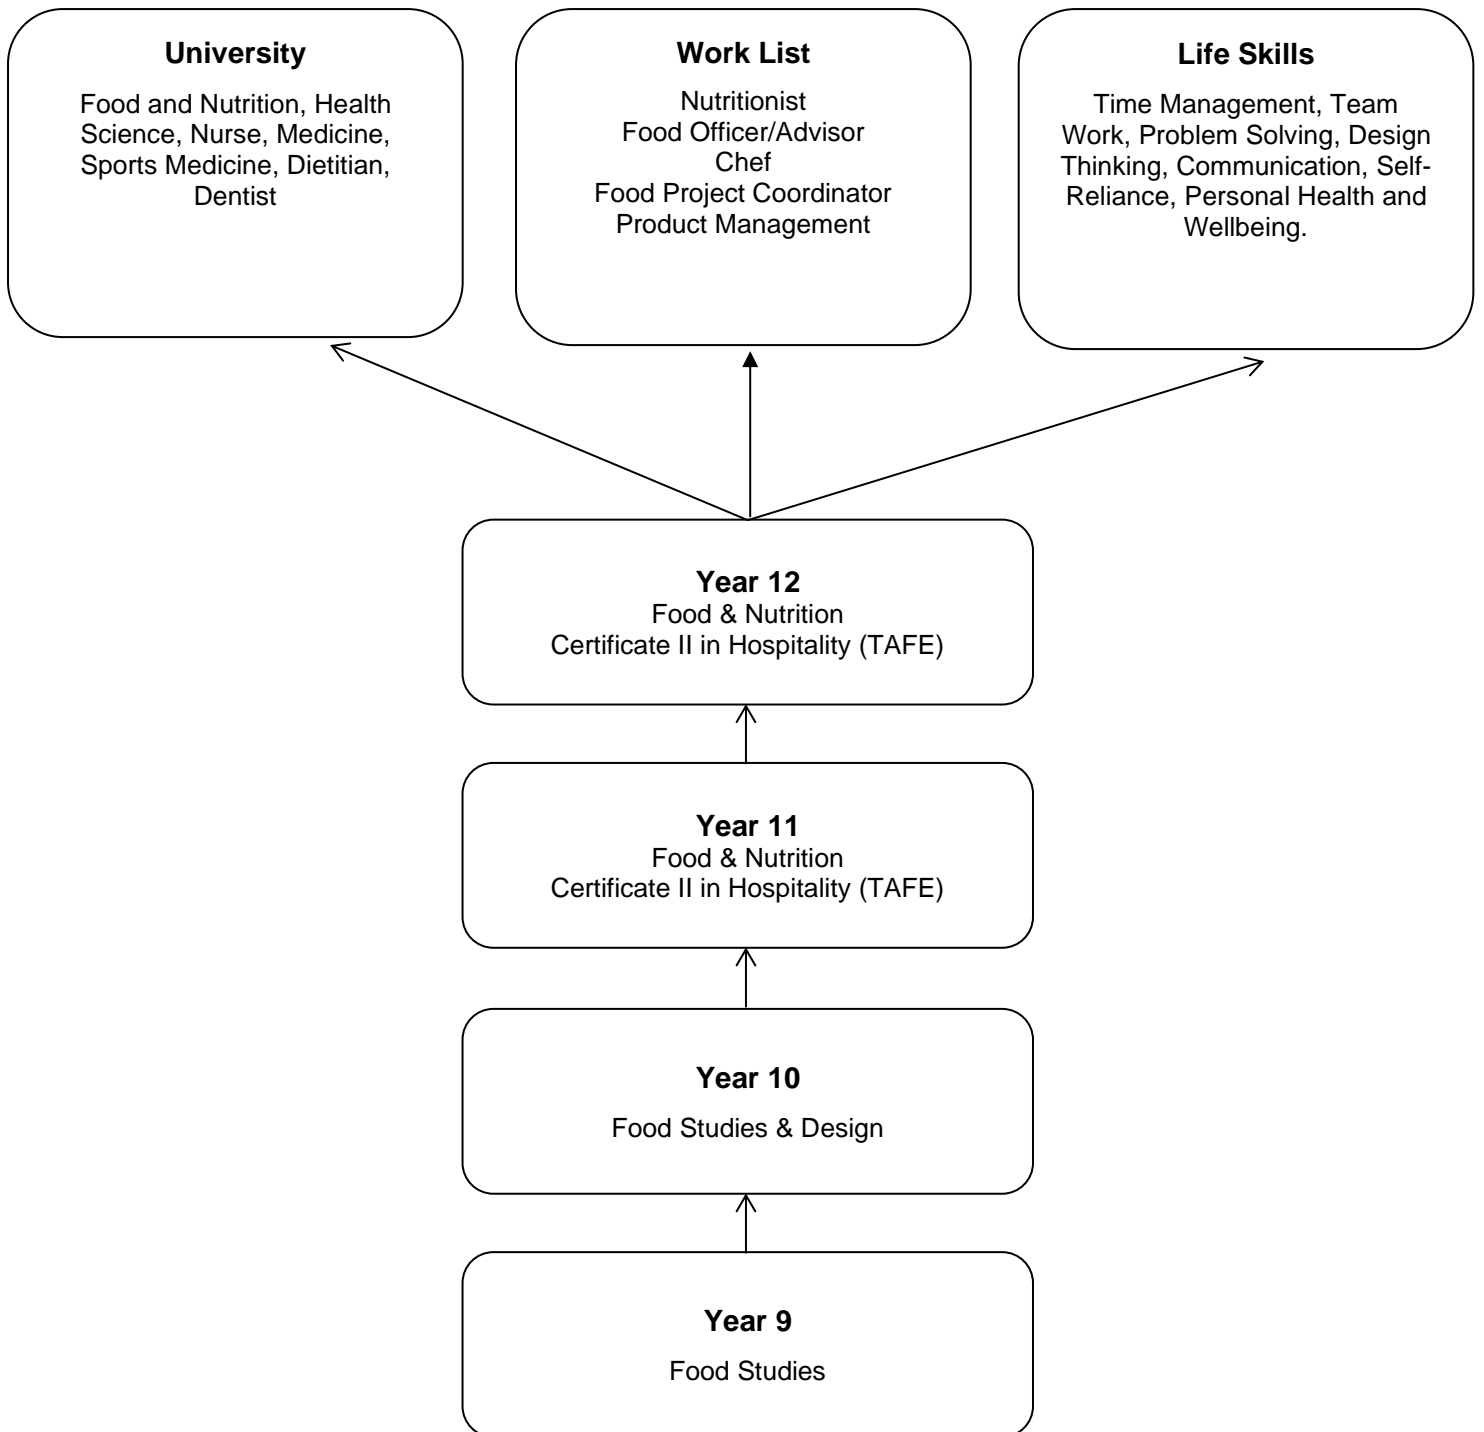 University
Food and Nutrition, Health
Science, Nurse, Medicine,
Sports Medicine, Dietitian,
Dentist
Work List
Nutritionist
Food Officer/Advisor
Chef
Food Project Coordinator
Product Management
Life Skills
Time Management, Team
Work, Problem Solving, Design
Thinking, Communication, Self-
Reliance, Personal Health and
Wellbeing.
Year 12
Food & Nutrition
Certificate II in Hospitality (TAFE)
Year 11
Food & Nutrition
Certificate II in Hospitality (TAFE)
Year 10
Food Studies & Design
Year 9
Food Studies